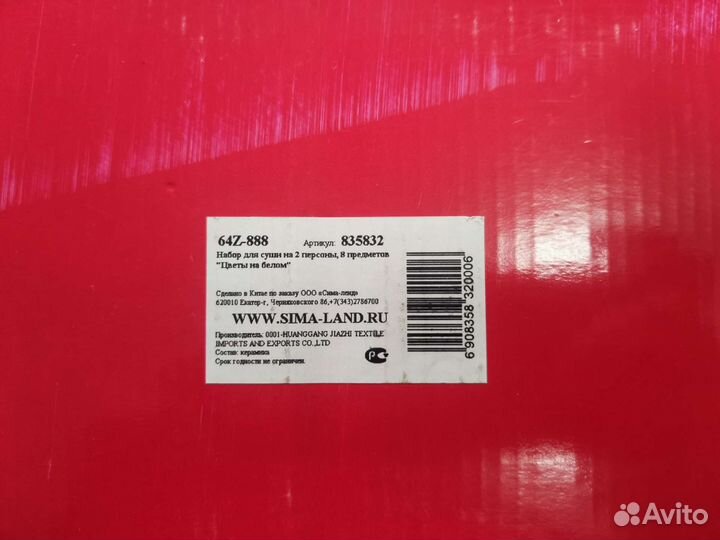 64Z-888 Артикул: 835832
Набор для суши на 2 персоны, 8 предметов
"Цветы на белом"
Сделано в Китае по заказу ООО «Сима-ленд»
620010 Екатер-г, Черняховского 86,+7(343)2786700
WWW.SIMA-LAND.RU
Производитель: 0001-HUANGGANG JIAZHI TEXTILE
IMPORTS AND EXPORTS CO.,LTD
Состав: керамика
Срок годности не ограничен.
6 908358 320006
Avito